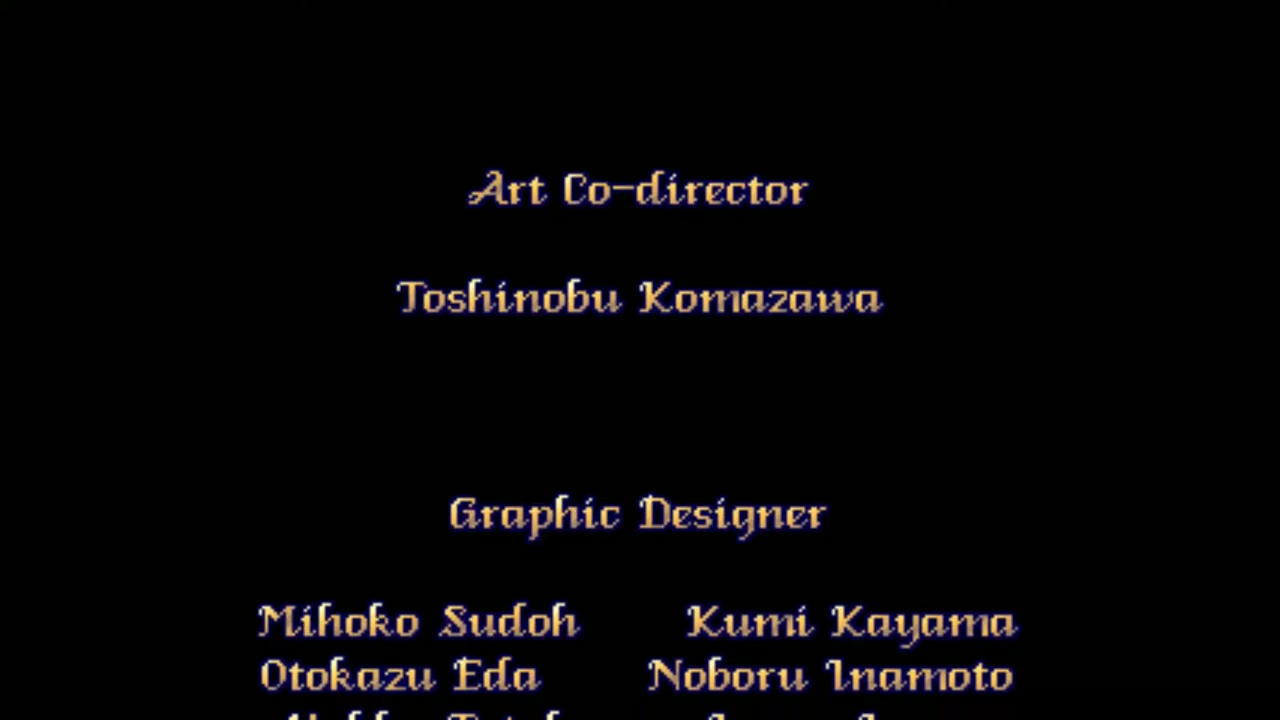 Art Co-director
Toshinobu Komazawa
Graphic Designer
Mihoko Sudoh Kumi Kayama
Otokazu Eda Noboru Inamoto